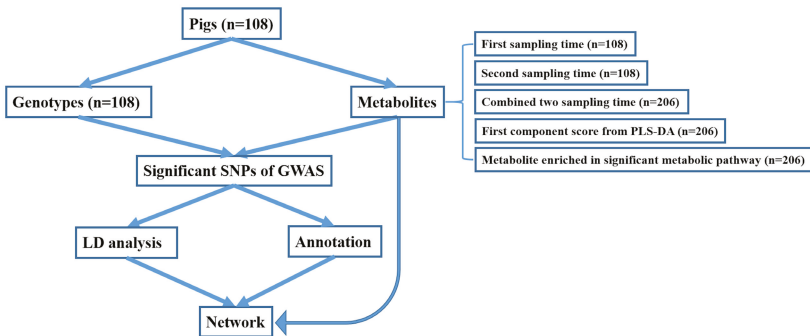 Pigs (n=108)
Genotypes (n=108)
Metabolites
First sampling time (n=108)
Second sampling time (n=108)
Combined two sampling time (n=206)
First component score from PLS-DA (n=206)
Metabolite enriched in significant metabolic pathway (n=206)
Significant SNPs of GWAS
LD analysis
Annotation
Network